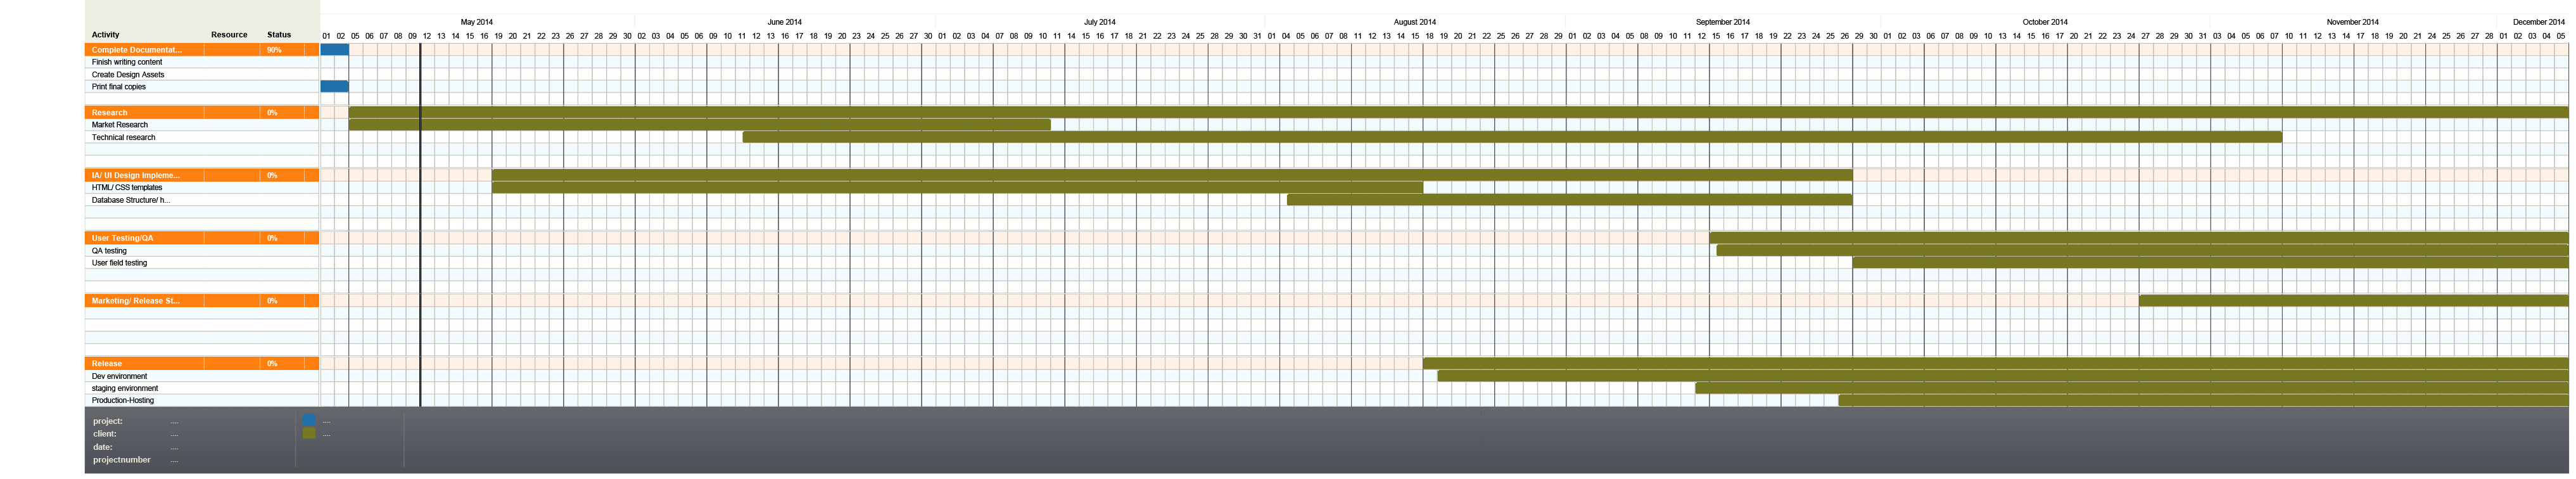 May 2014 June 2014 July 2014 August 2014 September 2014 October 2014 November 2014 December 2014
Activity Resource Status 01 02 05 06 07 08 09 12 13 14 15 16 19 20 21 22 23 26 27 28 29 30 02 03 04 05 06 09 10 11 12 13 16 17 18 19 20 23 24 25 26 27 30 01 02 03 04 07 08 09 10 11 14 15 16 17 18 21 22 23 24 25 28 29 30 31 01 04 05 06 07 08 11 12 13 14 15 18 19 20 21 22 25 26 27 28 29 01 02 03 04 05 08 09 10 11 12 15 16 17 18 19 22 23 24 25 26 29 30 01 02 03 06 07 08 09 10 13 14 15 16 17 20 21 22 23 24 27 28 29 30 31 03 04 05 06 07 10 11 12 13 14 17 18 19 20 21 24 25 26 27 28 01 02 03 04 05
Complete Documentat... 90%
Finish writing content
Create Design Assets
Print final copies
Research 0%
Market Research
Technical research
IA/ UI Design Impleme... 0%
HTML/ CSS templates
Database Structure/ h...
User Testing/QA 0%
QA testing
User field testing
Marketing/ Release St... 0%
Release 0%
Dev environment
staging environment
Production-Hosting
project: .... ....
client: .... ....
date: ....
projectnumber ....